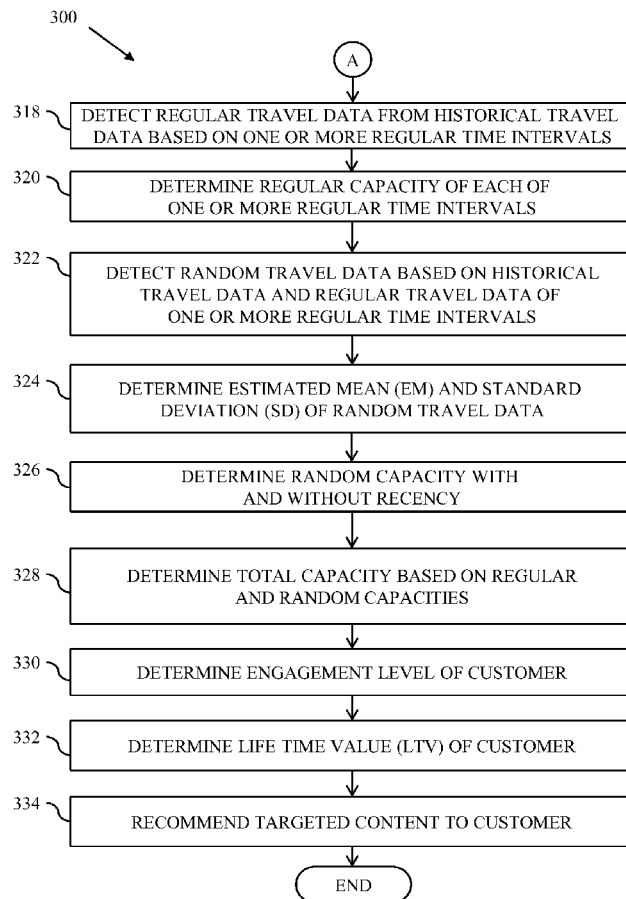 300
A
318
DETECT REGULAR TRAVEL DATA FROM HISTORICAL TRAVEL
DATA BASED ON ONE OR MORE REGULAR TIME INTERVALS
320
DETERMINE REGULAR CAPACITY OF EACH OF
ONE OR MORE REGULAR TIME INTERVALS
322
DETECT RANDOM TRAVEL DATA BASED ON HISTORICAL
TRAVEL DATA AND REGULAR TRAVEL DATA OF
ONE OR MORE REGULAR TIME INTERVALS
324
DETERMINE ESTIMATED MEAN (EM) AND STANDARD
DEVIATION (SD) OF RANDOM TRAVEL DATA
326
DETERMINE RANDOM CAPACITY WITH
AND WITHOUT RECENCY
328
DETERMINE TOTAL CAPACITY BASED ON REGULAR
AND RANDOM CAPACITIES
330
DETERMINE ENGAGEMENT LEVEL OF CUSTOMER
332
DETERMINE LIFE TIME VALUE (LTV) OF CUSTOMER
334
RECOMMEND TARGETED CONTENT TO CUSTOMER
END